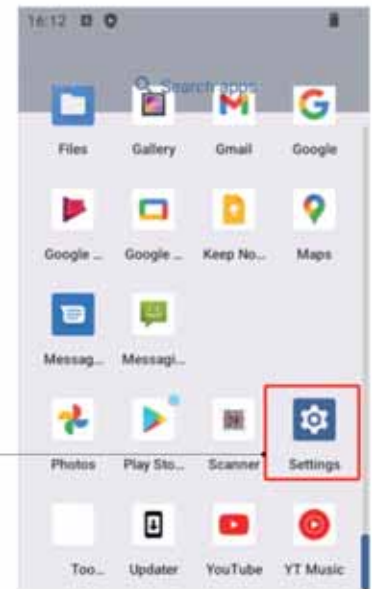 16:12
Search apps
Files Gallery Gmail Google
Google ... Google ... Keep No... Maps
Messag... Messagi...
Photos Play Sto... Scanner Settings
Too... Updater YouTube YT Music